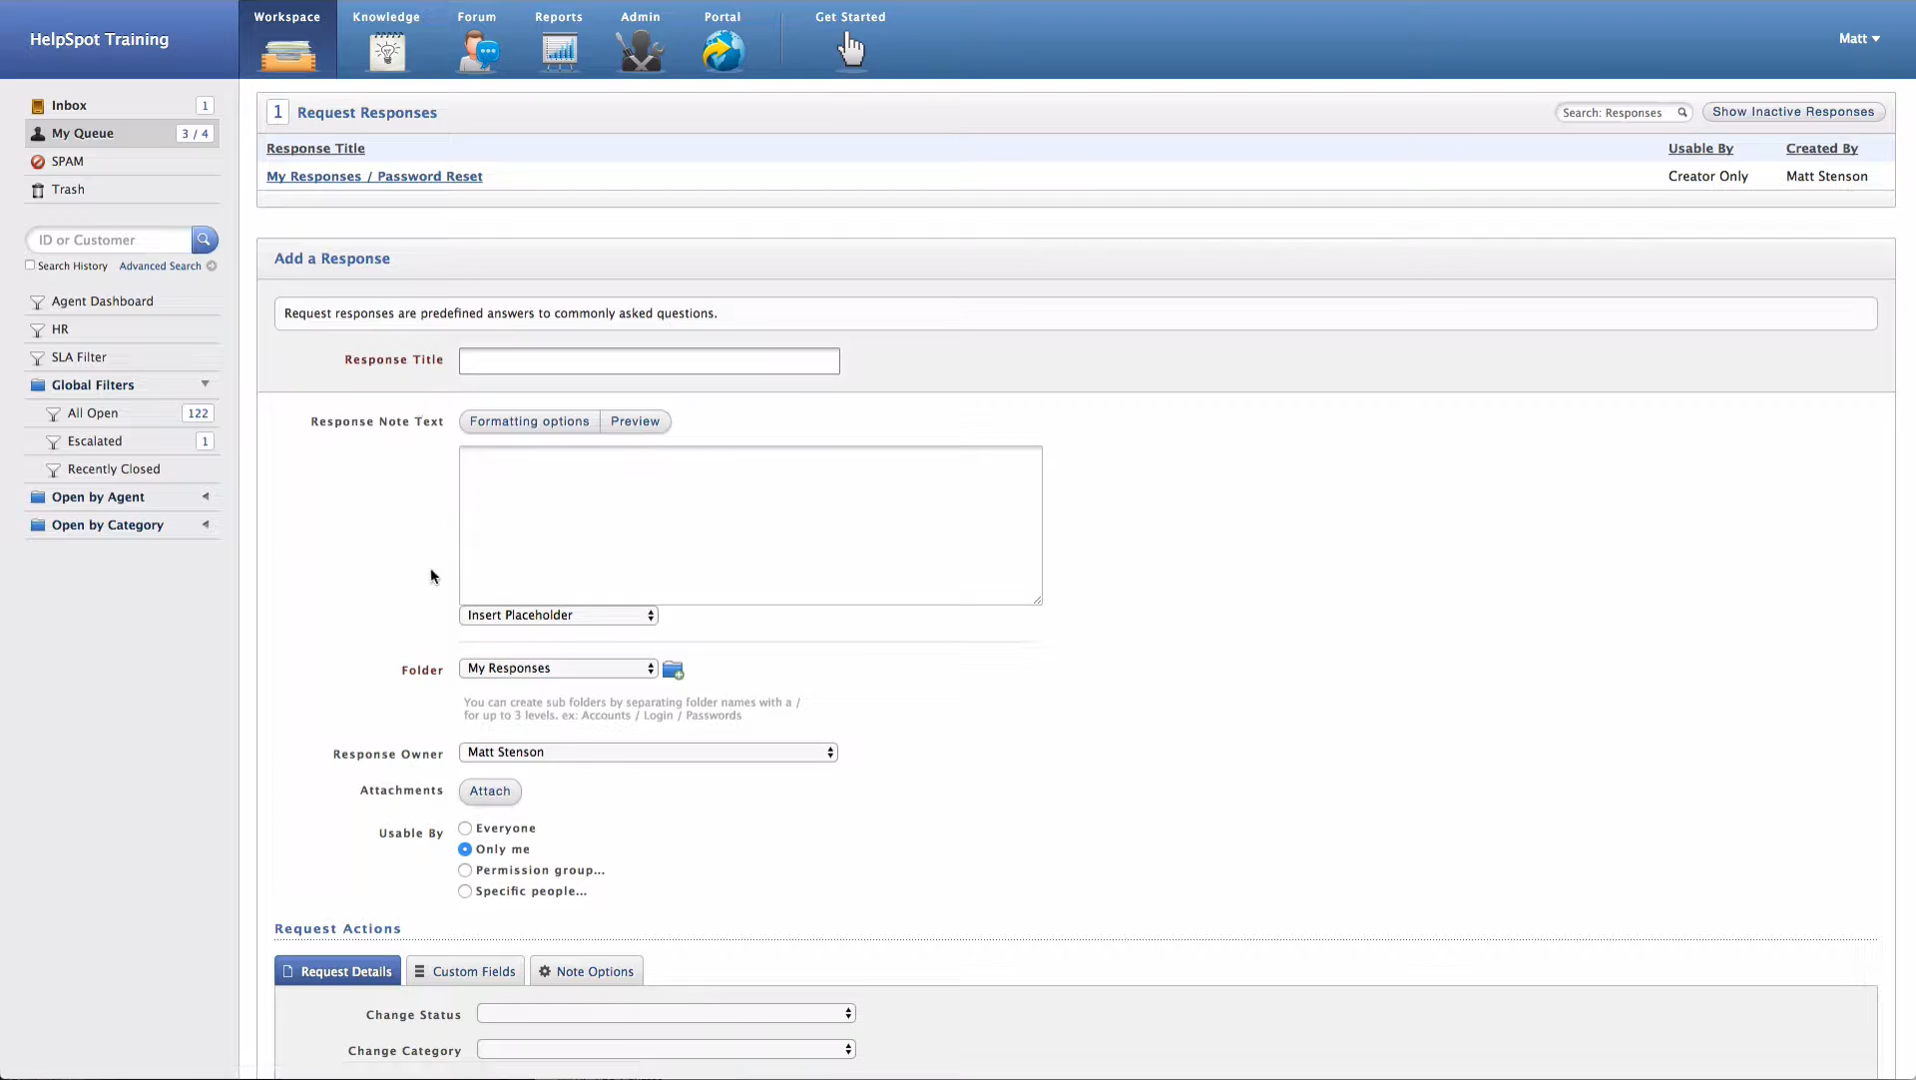 HelpSpot Training
Workspace
Knowledge
Forum
Reports
Admin
Portal
Get Started
Matt
Inbox
1
My Queue
3 / 4
SPAM
Trash
ID or Customer
Search History
Advanced Search
Agent Dashboard
HR
SLA Filter
Global Filters
All Open
122
Escalated
1
Recently Closed
Open by Agent
Open by Category
1 Request Responses
Search: Responses
Show Inactive Responses
Response Title
Usable By
Created By
My Responses / Password Reset
Creator Only
Matt Stenson
Add a Response
Request responses are predefined answers to commonly asked questions.
Response Title
Response Note Text
Formatting options
Preview
Insert Placeholder
Folder
My Responses
You can create sub folders by separating folder names with a /
for up to 3 levels. ex: Accounts / Login / Passwords
Response Owner
Matt Stenson
Attachments
Attach
Usable By
Everyone
Only me
Permission group...
Specific people...
Request Actions
Request Details
Custom Fields
Note Options
Change Status
Change Category